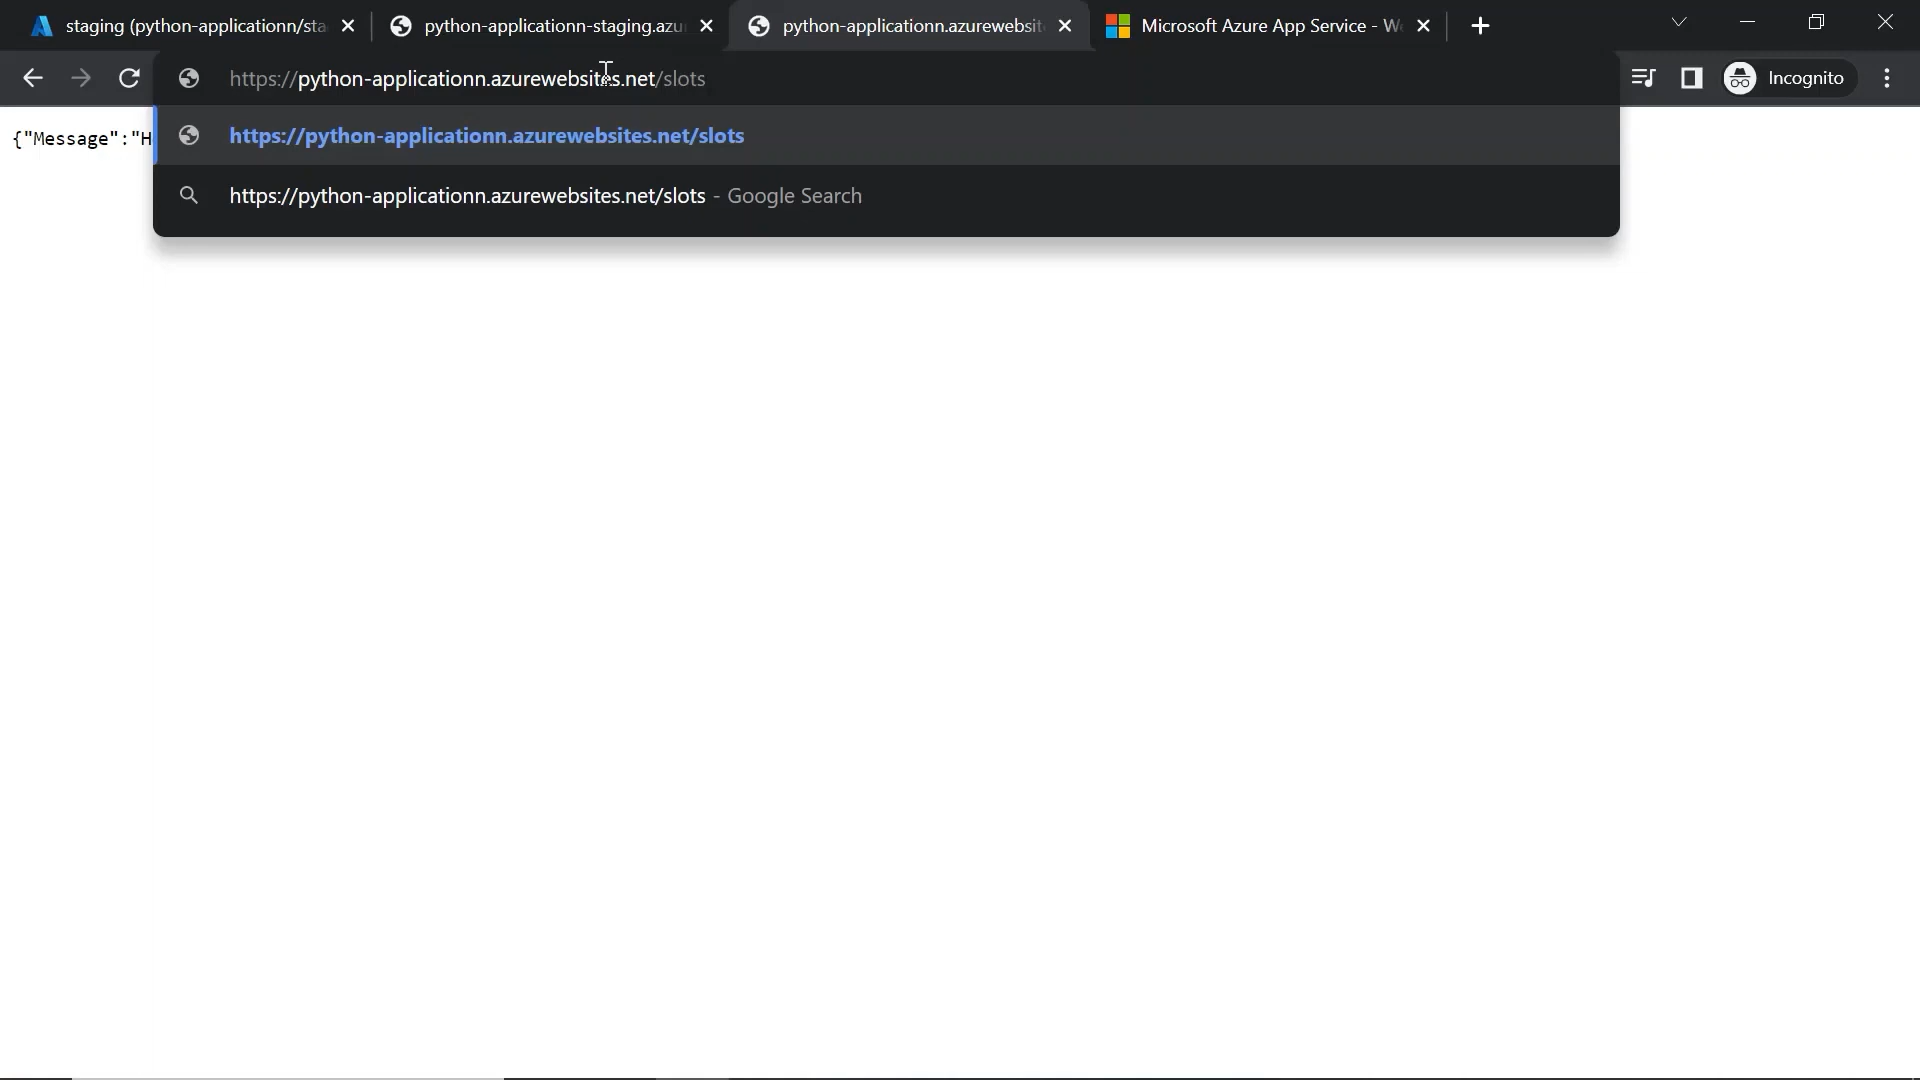 staging (python-applicationn/sta
python-applicationn-staging.azu
python-applicationn.azurewebsit
Microsoft Azure App Service - We
https://python-applicationn.azurewebsites.net/slots
Incognito
{"Message":"H
https://python-applicationn.azurewebsites.net/slots
https://python-applicationn.azurewebsites.net/slots - Google Search